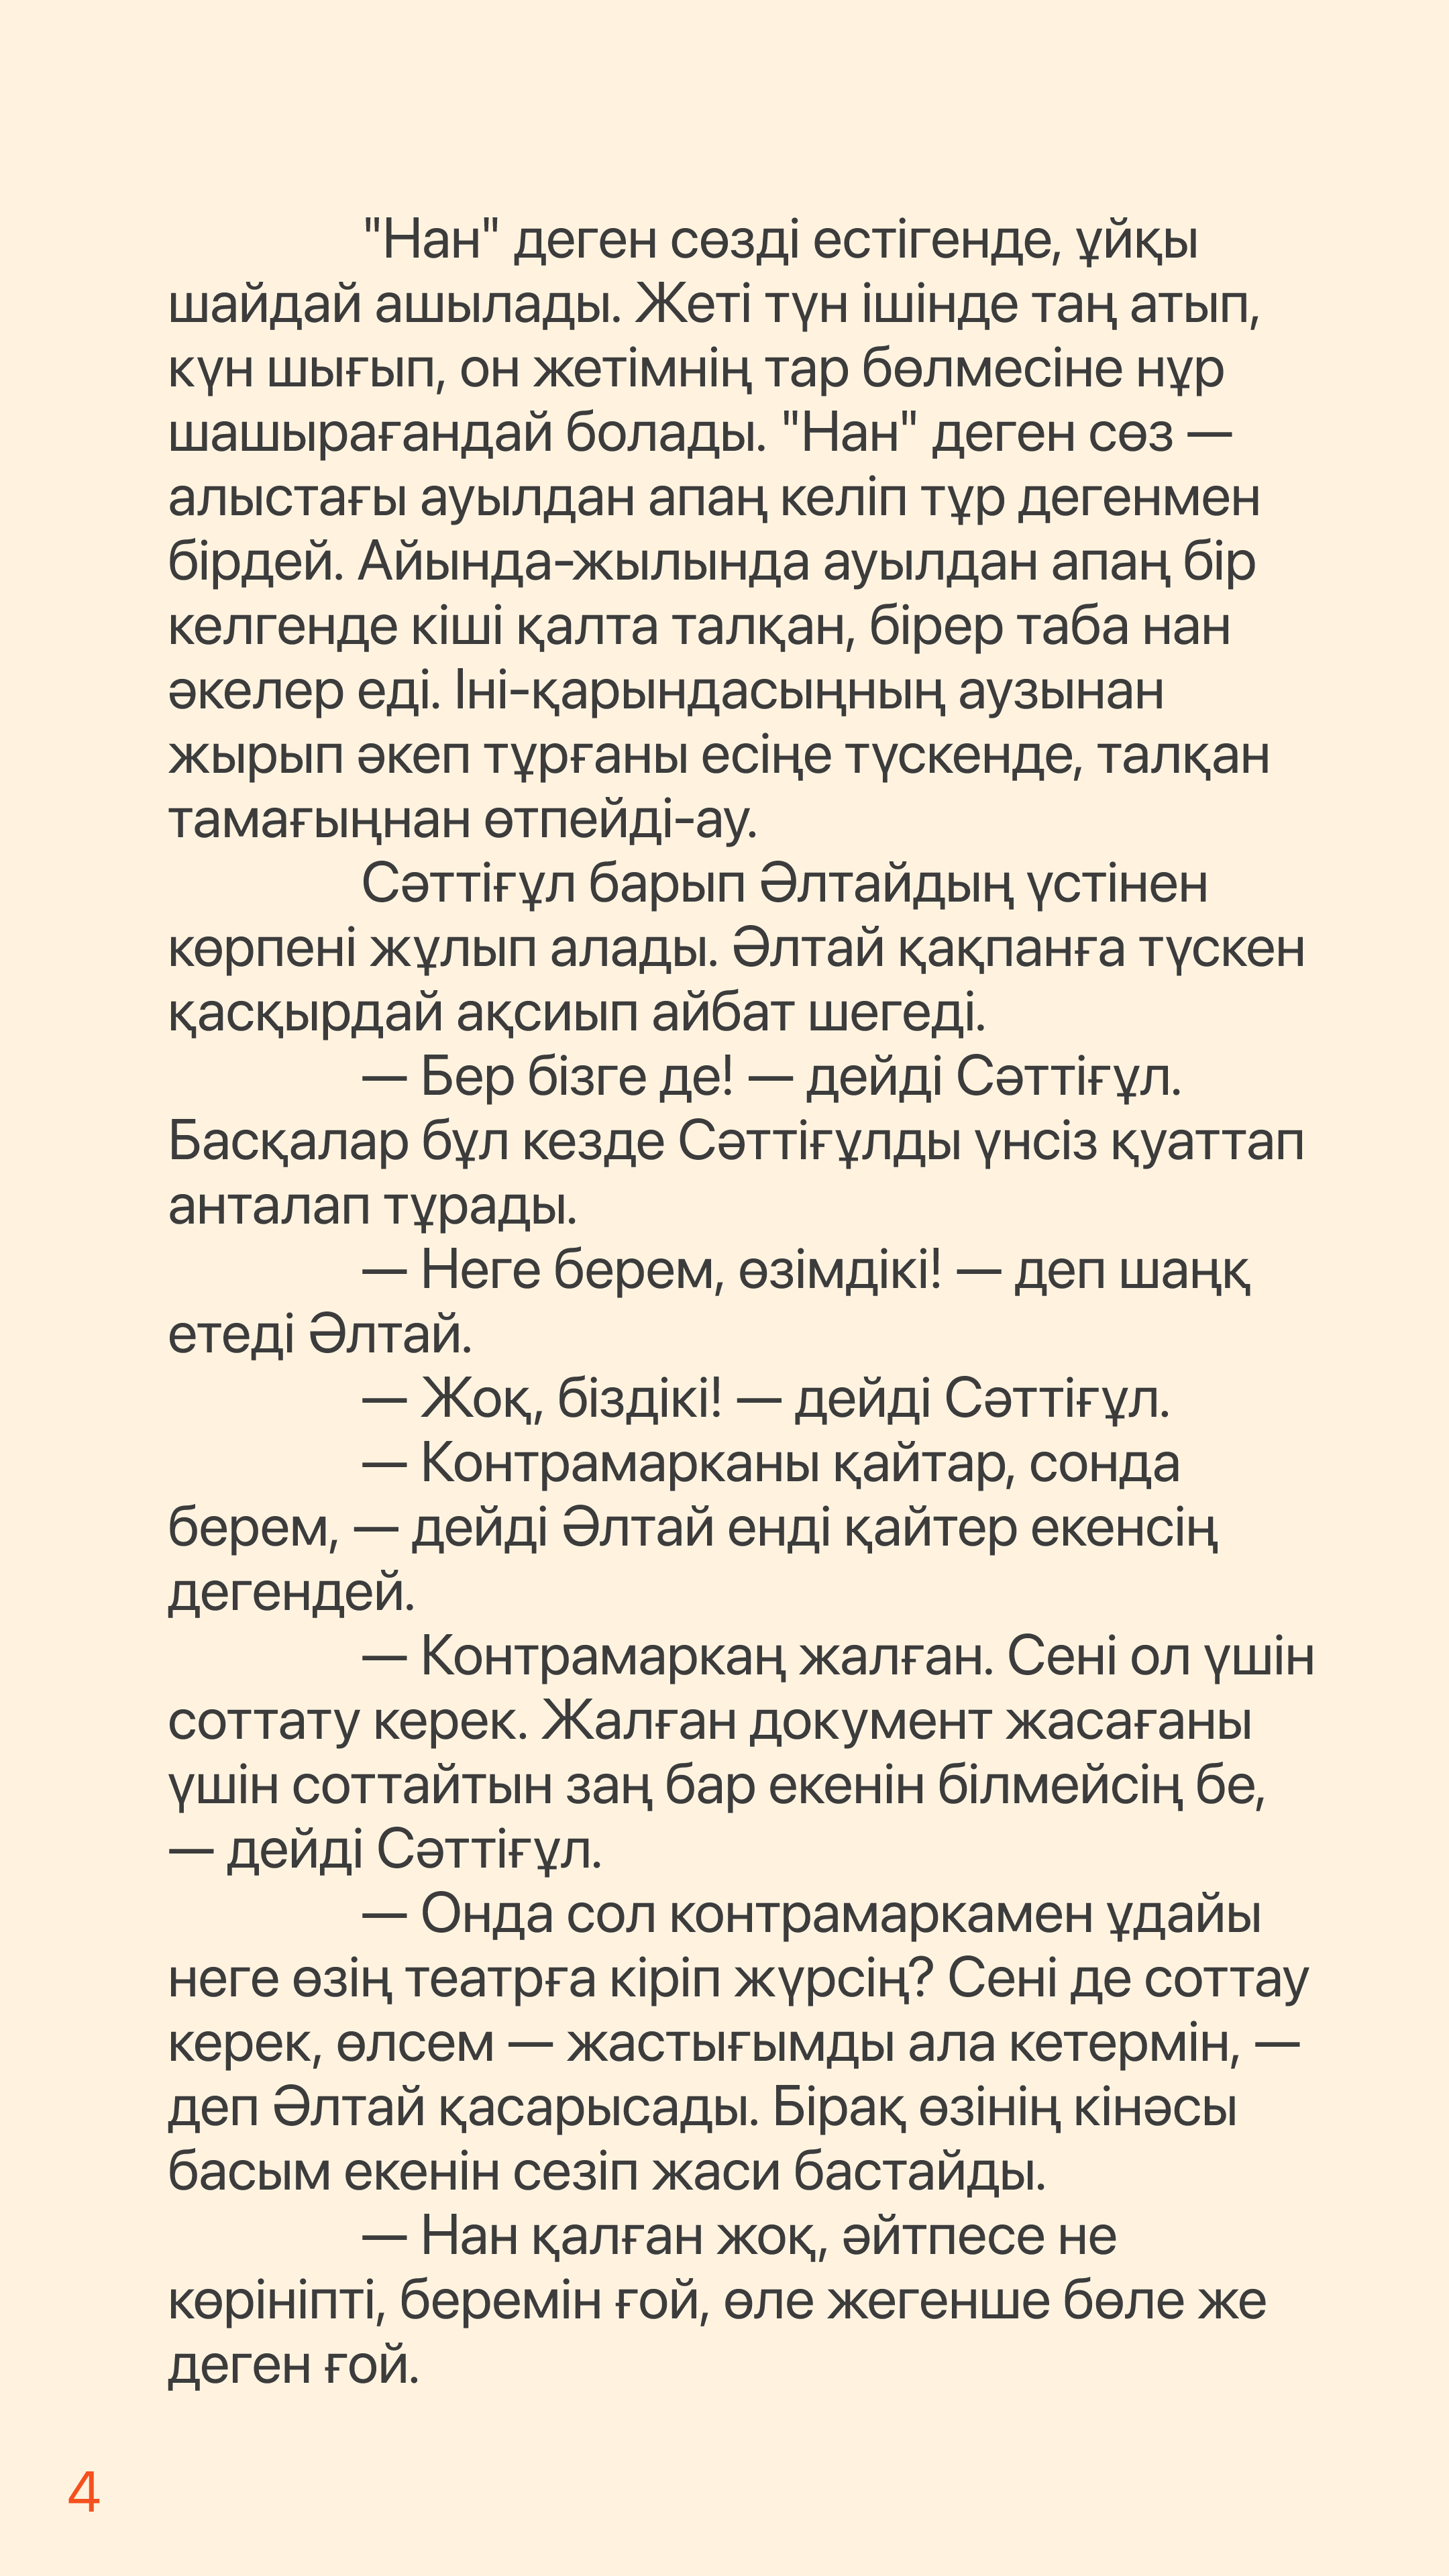 "Нан" деген сөзді естігенде, ұйқы
шайдай ашылады. Жеті түн ішінде таң атып,
күн шығып, он жетімнің тар бөлмесіне нұр
шашырағандай болады. "Нан" деген сөз —
алыстағы ауылдан апаң келіп тұр дегенмен
бірдей. Айында-жылында ауылдан апаң бір
келгенде кіші қалта талқан, бірер таба нан
әкелер еді. Іні-қарындасыңның аузынан
жырып әкеп тұрғаны есіңе түскенде, талқан
тамағыңнан өтпейді-ау.
Сәттіғұл барып Әлтайдың үстінен
көрпені жұлып алады. Әлтай қақпанға түскен
қасқырдай ақсиып айбат шегеді.
— Бер бізге де! — дейді Сәттіғұл.
Басқалар бұл кезде Сәттіғұлды үнсіз қуаттап
анталап тұрады.
— Неге берем, өзімдікі! — деп шаңқ
етеді Әлтай.
— Жоқ, біздікі! — дейді Сәттіғұл.
— Контрамарканы қайтар, сонда
берем, — дейді Әлтай енді қайтер екенсің
дегендей.
— Контрамаркаң жалған. Сені ол үшін
соттату керек. Жалған документ жасағаны
үшін соттайтын заң бар екенін білмейсің бе,
— дейді Сәттіғұл.
— Онда сол контрамаркамен ұдайы
неге өзің театрға кіріп жүрсің? Сені де соттау
керек, өлсем — жастығымды ала кетермін, —
деп Әлтай қасарысады. Бірақ өзінің кінәсы
басым екенін сезіп жаси бастайды.
— Нан қалған жоқ, әйтпесе не
көрініпті, беремін ғой, өле жегенше бөле же
деген ғой.
4